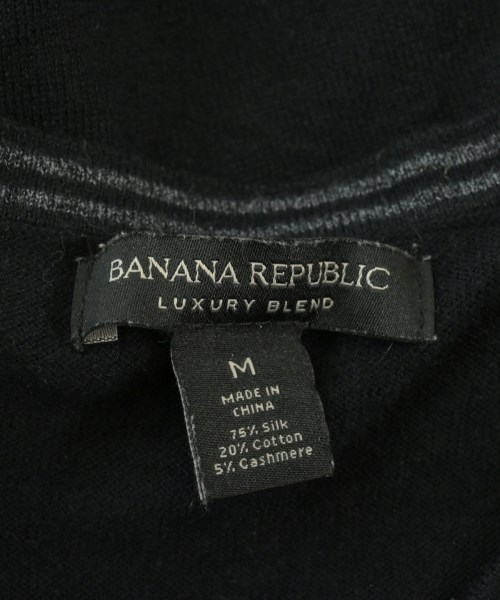 BANANA REPUBLIC
LUXURY BLEND
M
MADE IN
CHINA
75% Silk
20% Cotton
5% Cashmere